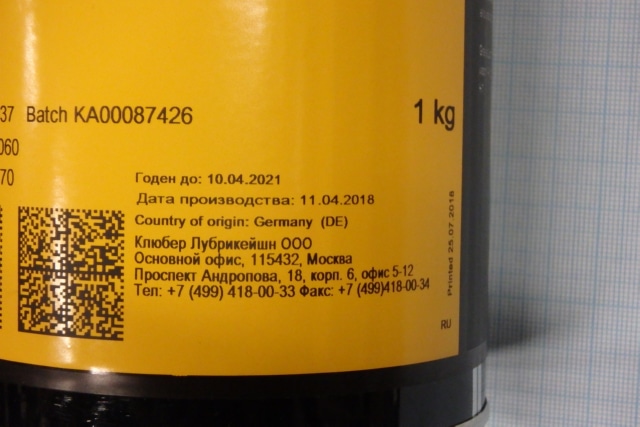 37 Batch KA00087426
1 kg
060
70
Годен до: 10.04.2021
Дата производства: 11.04.2018
Country of origin: Germany (DE)
Клюбер Лубрикейшн ООО
Основной офис, 115432, Москва
Проспект Андропова, 18, корп. 6, офис 5-12
Тел: +7 (499) 418-00-33 Факс: +7 (499)418-00-34
Printed 25.07.2018
RU